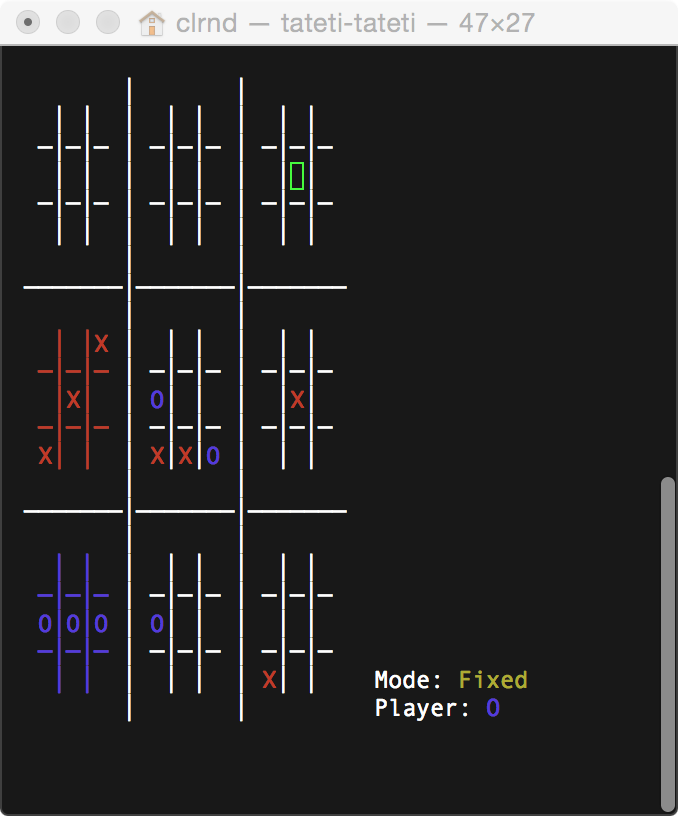 clrnd — tateti-tateti — 47×27
X
X
O
X
X
X
X
O
O
O
O
O
X
Mode: Fixed
Player: O